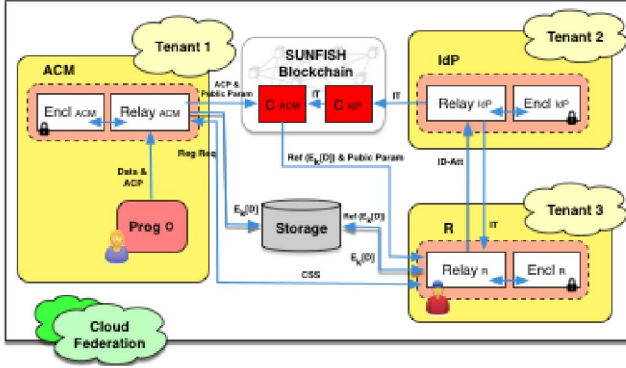 Tenant 1
SUNFISH
Blockchain
Tenant 2
ACM
IdP
ACP
& Public Param
IT
IT
Encl ACM
Relay ACM
C ACM
C IdP
Relay IdP
Encl IdP
Reg Req
Ref (Ek[D]) & Pubic Param
ID-Att
Data &
ACP
Ek[D]
Ref (Ek[D])
IT
Tenant 3
Prog O
Storage
R
Ek[D]
Relay R
Encl R
CSS
Cloud
Federation